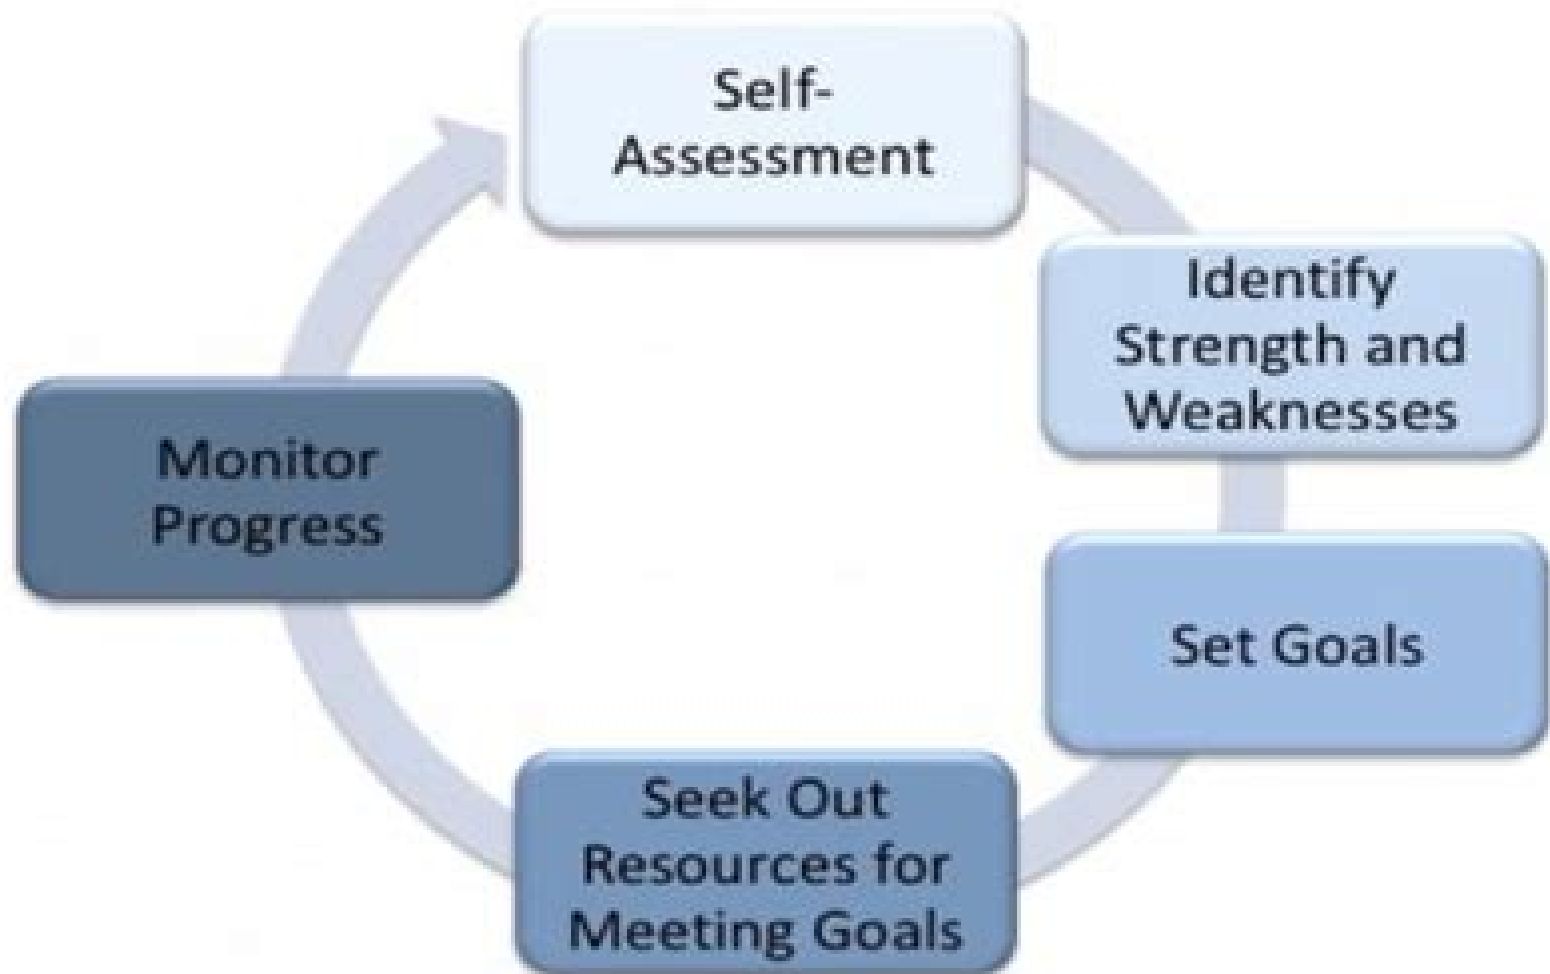 Self-
Assessment
Identify
Strength and
Weaknesses
Set Goals
Seek Out
Resources for
Meeting Goals
Monitor
Progress